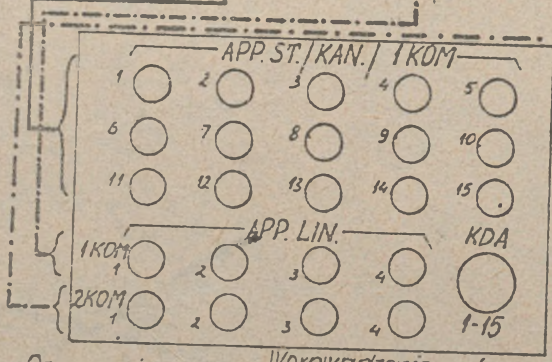 APP. ST. / KAN. / 1 KOM
1 2 3 4 5
6 7 8 9 10
11 12 13 14 15
APP. LIN. KDA
1KOM 1 2 3 4
2KOM 1 2 3 4 1-15